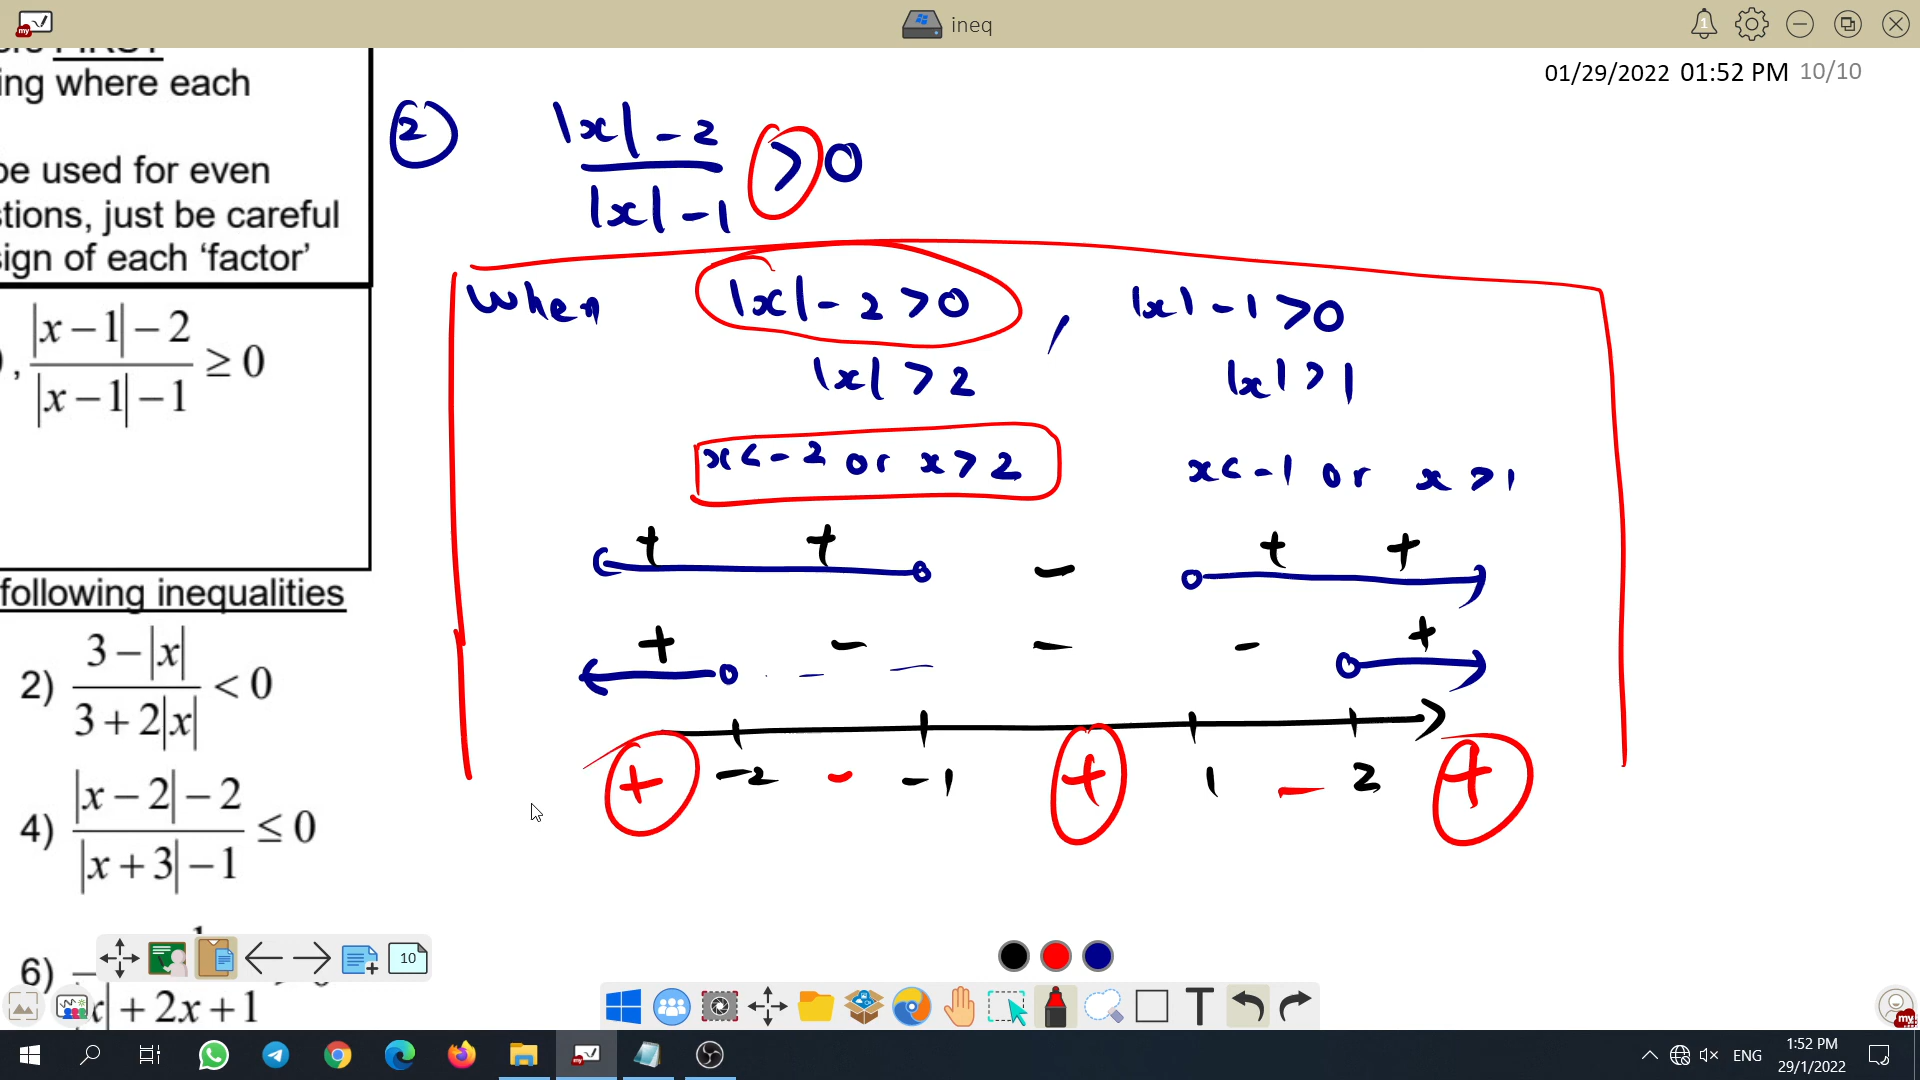 ineq
01/29/2022 01:52 PM 10/10
FIRST
ing where each
be used for even
stions, just be careful
sign of each ‘factor’
, |x − 1| − 2 / |x − 1| − 1 ≥ 0
following inequalities
2) 3 − |x| / 3 + 2|x| < 0
4) |x − 2| − 2 / |x + 3| − 1 ≤ 0
6)
x| + 2x + 1
2
|x| - 2 / |x| - 1 > 0
When |x| - 2 > 0 , |x| - 1 > 0
|x| > 2 |x| > 1
x < -2 or x > 2 x < -1 or x > 1
+ + - + +
+ - - - +
+ -2 - -1 + 1 - 2 +
10
T
my
ENG
1:52 PM
29/1/2022